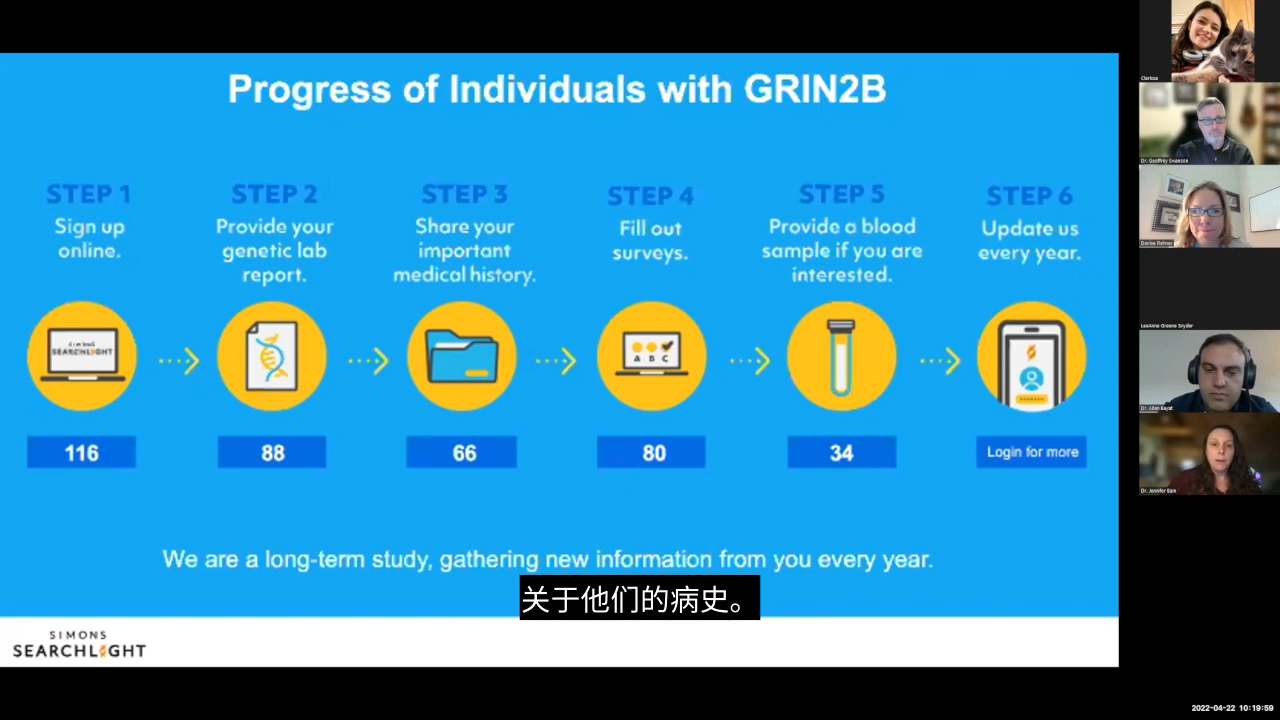 Progress of Individuals with GRIN2B
STEP 1
Sign up
online.
STEP 2
Provide your
genetic lab
report.
STEP 3
Share your
important
medical history.
STEP 4
Fill out
surveys.
STEP 5
Provide a blood
sample if you are
interested.
STEP 6
Update us
every year.
SEARCHLIGHT
A B C
116
88
66
80
34
Login for more
We are a long-term study, gathering new information from you every year.
关于他们的病史。
SIMONS
SEARCHLIGHT
Clarissa
Dr. Geoffrey Swanson
LeeAnne Greene Snyder
Dr. Allan Bayat
Dr. Jennifer Bain
2022-04-22 10:19:59